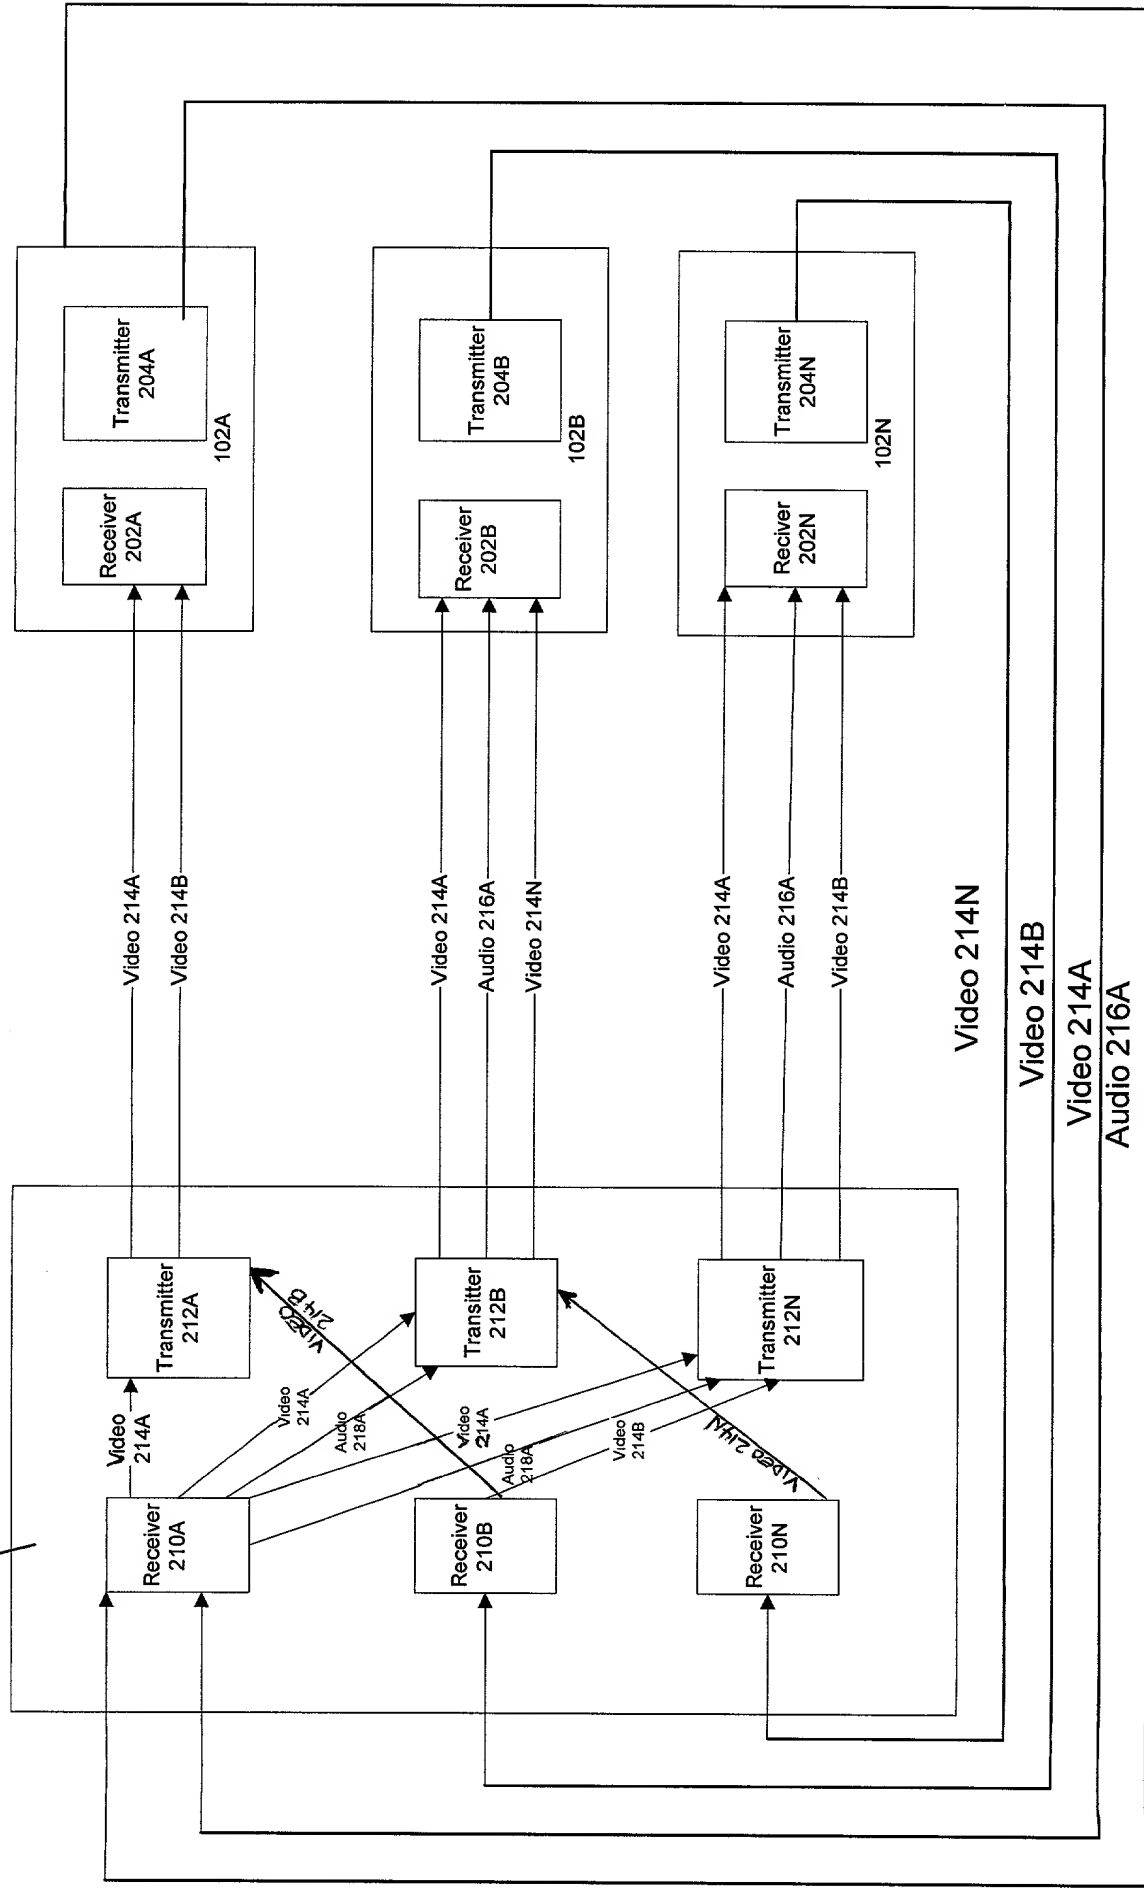 Receiver
210A
Video
214A
Transmitter
212A
Video 214A
Video 214B
Receiver
202A
Transmitter
204A
102A
Video
214A
Audio
218A
VIDEO
214B
Receiver
210B
Transitter
212B
Video 214A
Audio 216A
Video 214N
Receiver
202B
Transmitter
204B
102B
Video
214A
Audio
218A
Video
214B
VIDEO 214N
Receiver
210N
Transmitter
212N
Video 214A
Audio 216A
Video 214B
Reciver
202N
Transmitter
204N
102N
Video 214N
Video 214B
Video 214A
Audio 216A